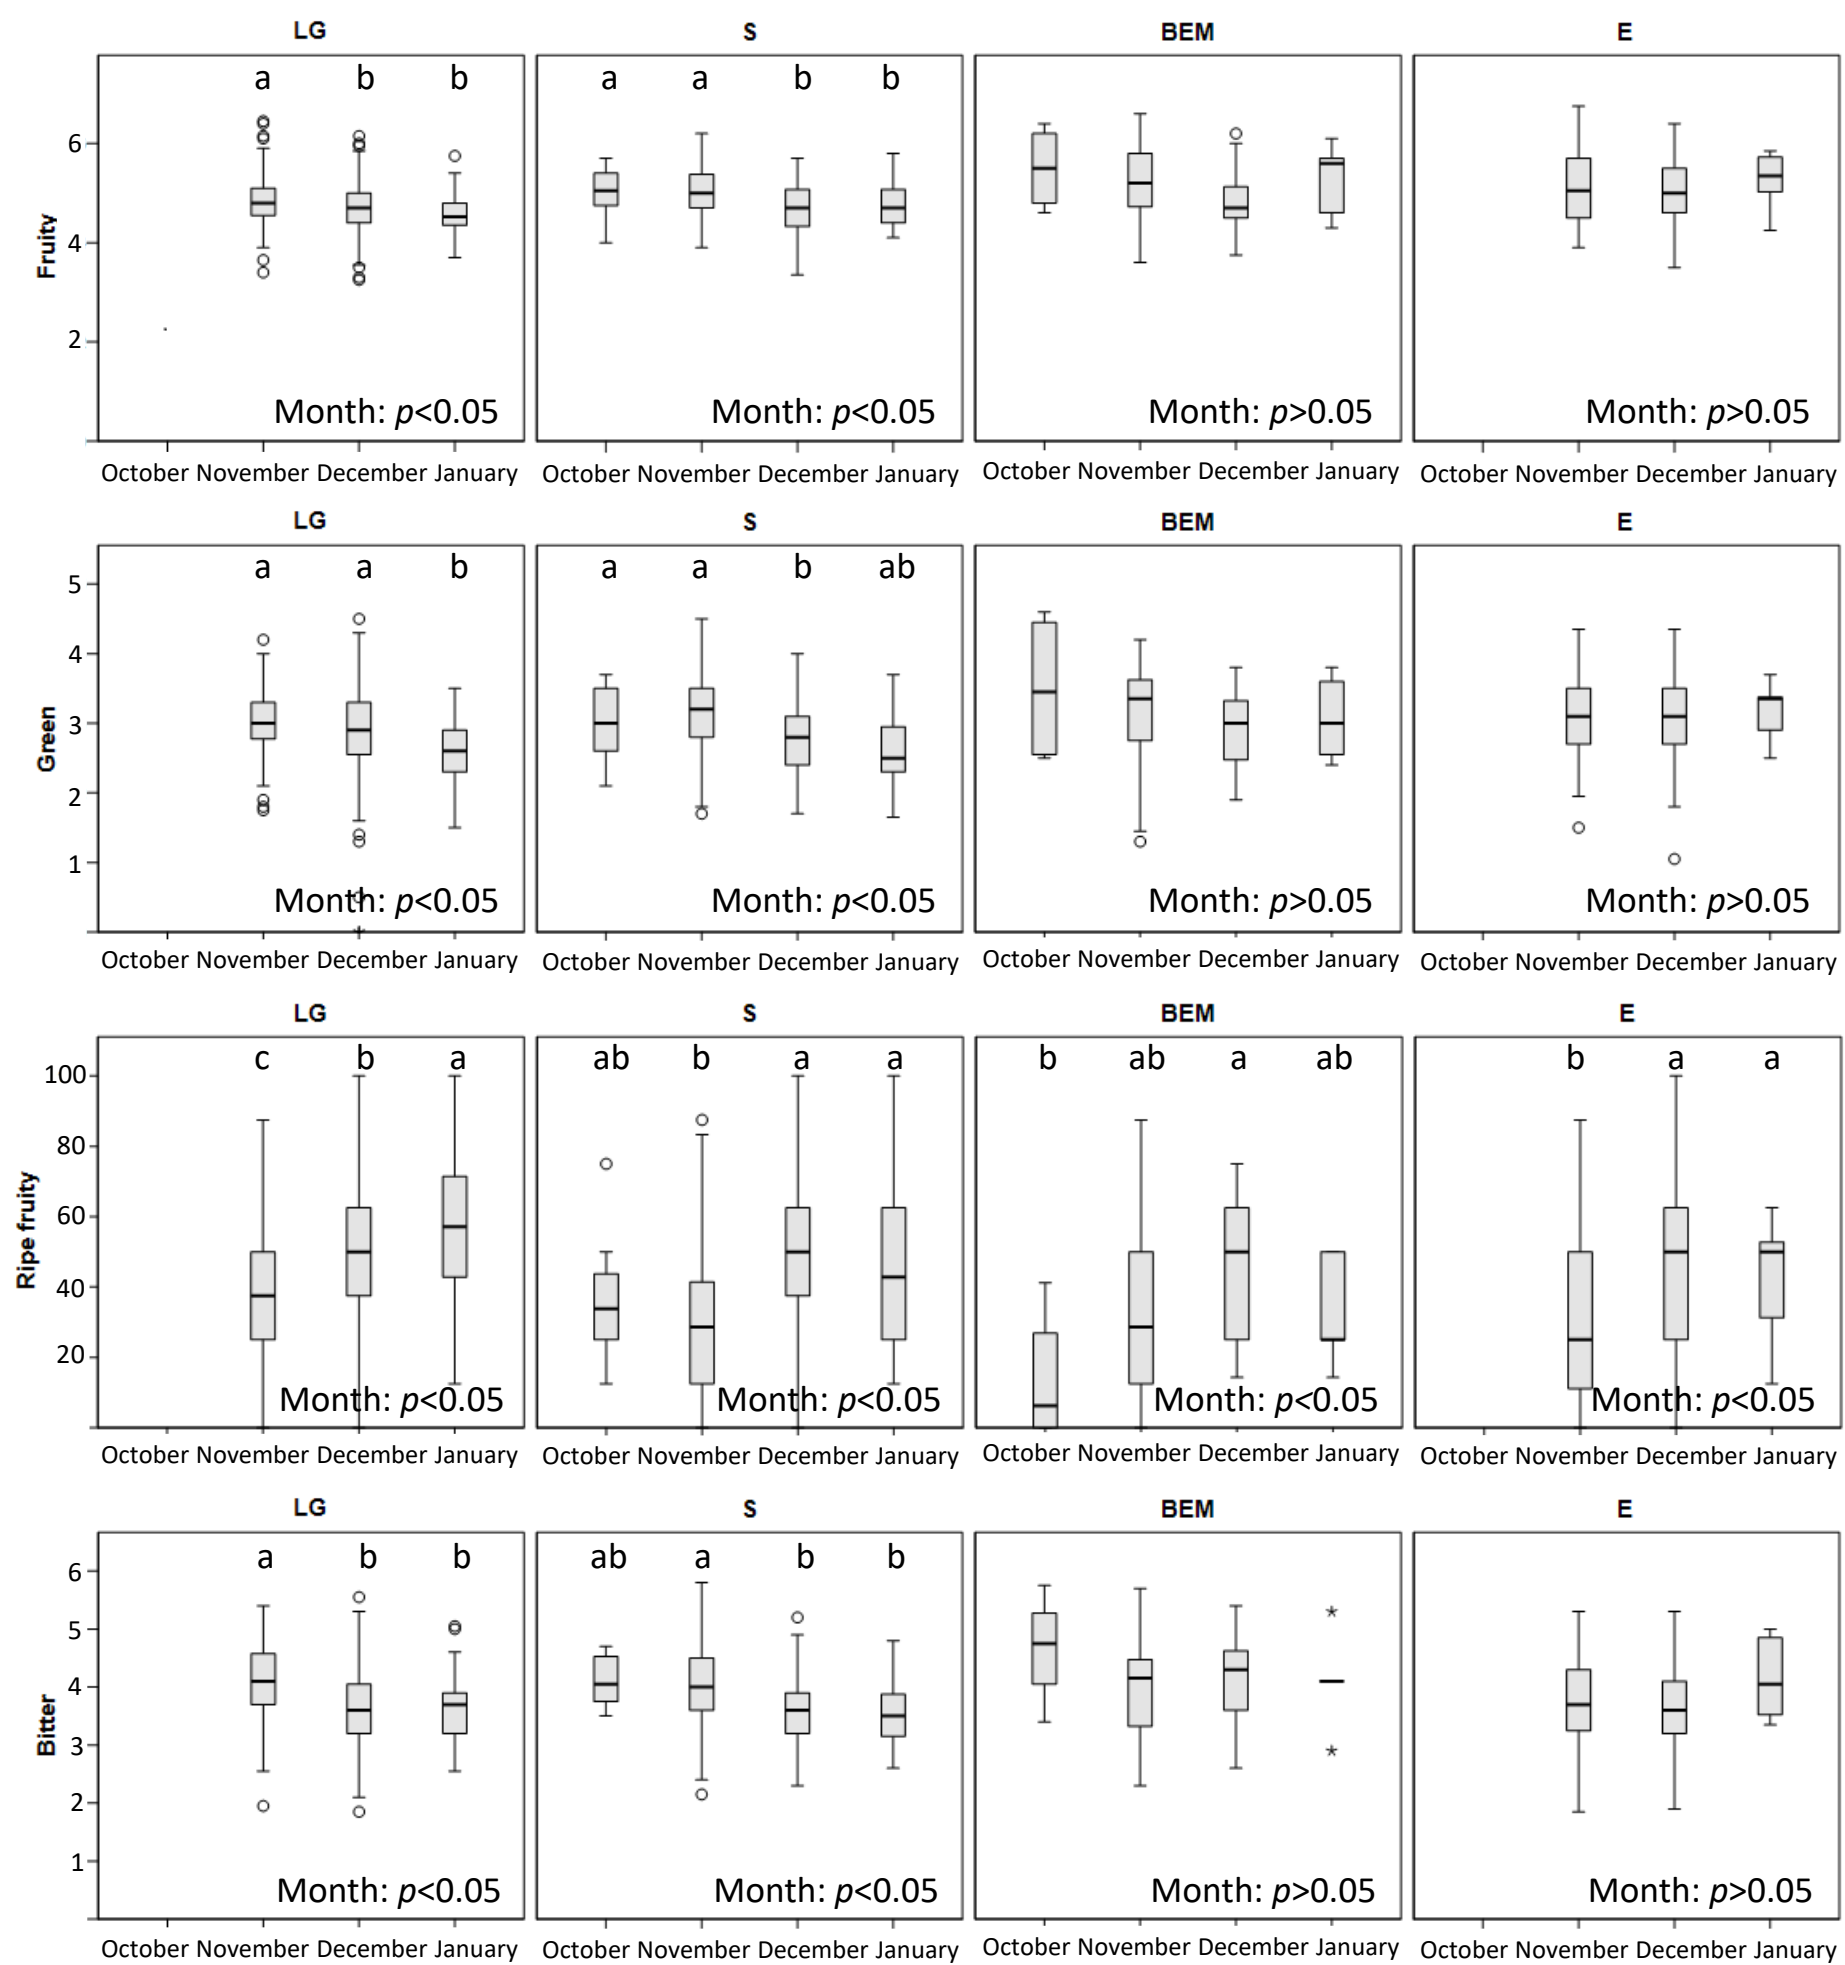 LG S BEM E
a b b a a b b
6
4
2
Fruity
Month: p<0.05 Month: p<0.05 Month: p>0.05 Month: p>0.05
October November December January October November December January October November December January October November December January
LG S BEM E
a a b a a b ab
5
4
3
2
1
Green
Month: p<0.05 Month: p<0.05 Month: p>0.05 Month: p>0.05
October November December January October November December January October November December January October November December January
LG S BEM E
c b a ab b a a b ab a ab b a a
100
80
60
40
20
Ripe fruity
Month: p<0.05 Month: p<0.05 Month: p<0.05 Month: p<0.05
October November December January October November December January October November December January October November December January
LG S BEM E
a b b ab a b b
6
5
4
3
2
1
Bitter
Month: p<0.05 Month: p<0.05 Month: p>0.05 Month: p>0.05
October November December January October November December January October November December January October November December January